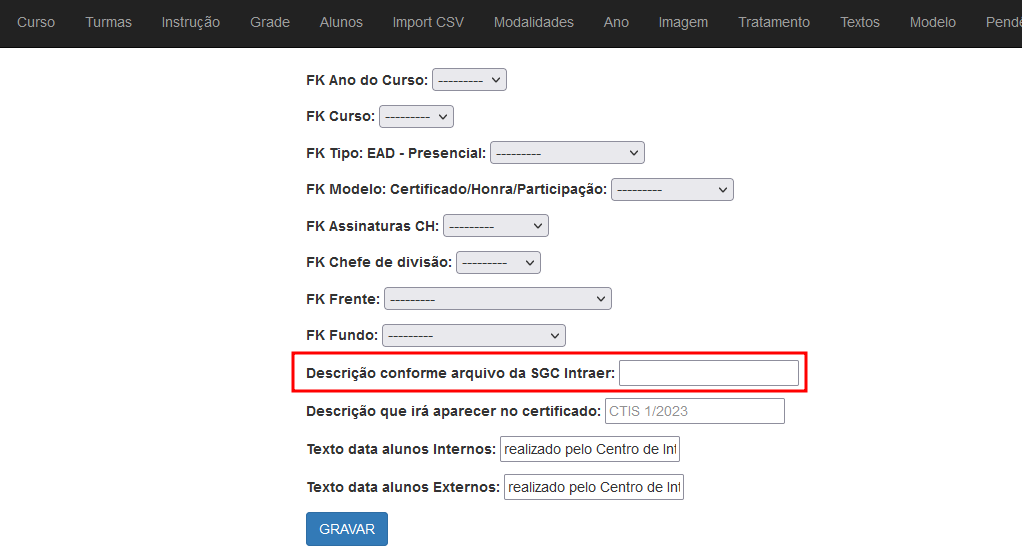 Curso Turmas Instrução Grade Alunos Import CSV Modalidades Ano Imagem Tratamento Textos Modelo Pende
FK Ano do Curso: ---------
FK Curso: ---------
FK Tipo: EAD - Presencial: ---------
FK Modelo: Certificado/Honra/Participação: ---------
FK Assinaturas CH: ---------
FK Chefe de divisão: ---------
FK Frente: ---------
FK Fundo: ---------
Descrição conforme arquivo da SGC Intraer:
Descrição que irá aparecer no certificado: CTIS 1/2023
Texto data alunos Internos: realizado pelo Centro de Int
Texto data alunos Externos: realizado pelo Centro de Int
GRAVAR